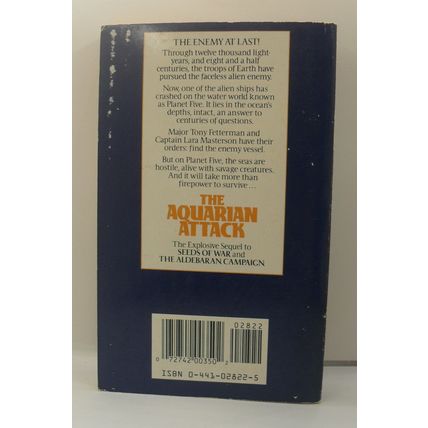 THE ENEMY AT LAST!
Through twelve thousand light-
years, and eight and a half
centuries, the troops of Earth have
pursued the faceless alien enemy.
Now, one of the alien ships has
crashed on the water world known
as Planet Five. It lies in the ocean's
depths, intact, an answer to
centuries of questions.
Major Tony Fetterman and
Captain Lara Masterson have their
orders: find the enemy vessel.
But on Planet Five, the seas are
hostile, alive with savage creatures.
And it will take more than
firepower to survive...
THE
AQUARIAN
ATTACK
The Explosive Sequel to
SEEDS OF WAR and
THE ALDEBARAN CAMPAIGN
02822
0 72742 00350 2
ISBN 0-441-02822-5